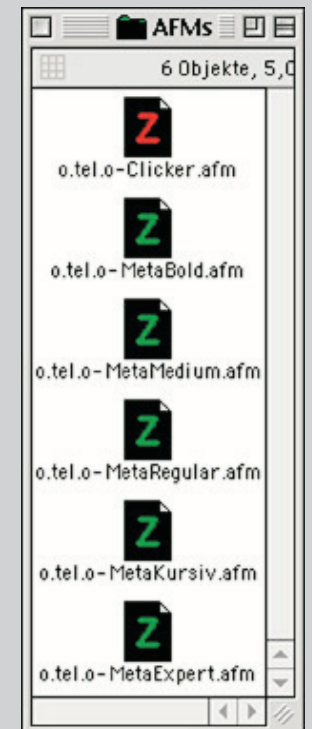 AFMs
6 Objekte, 5,0
Z
o.tel.o-Clicker.afm
Z
o.tel.o-MetaBold.afm
Z
o.tel.o-MetaMedium.afm
Z
o.tel.o-MetaRegular.afm
Z
o.tel.o-MetaKursiv.afm
Z
o.tel.o-MetaExpert.afm